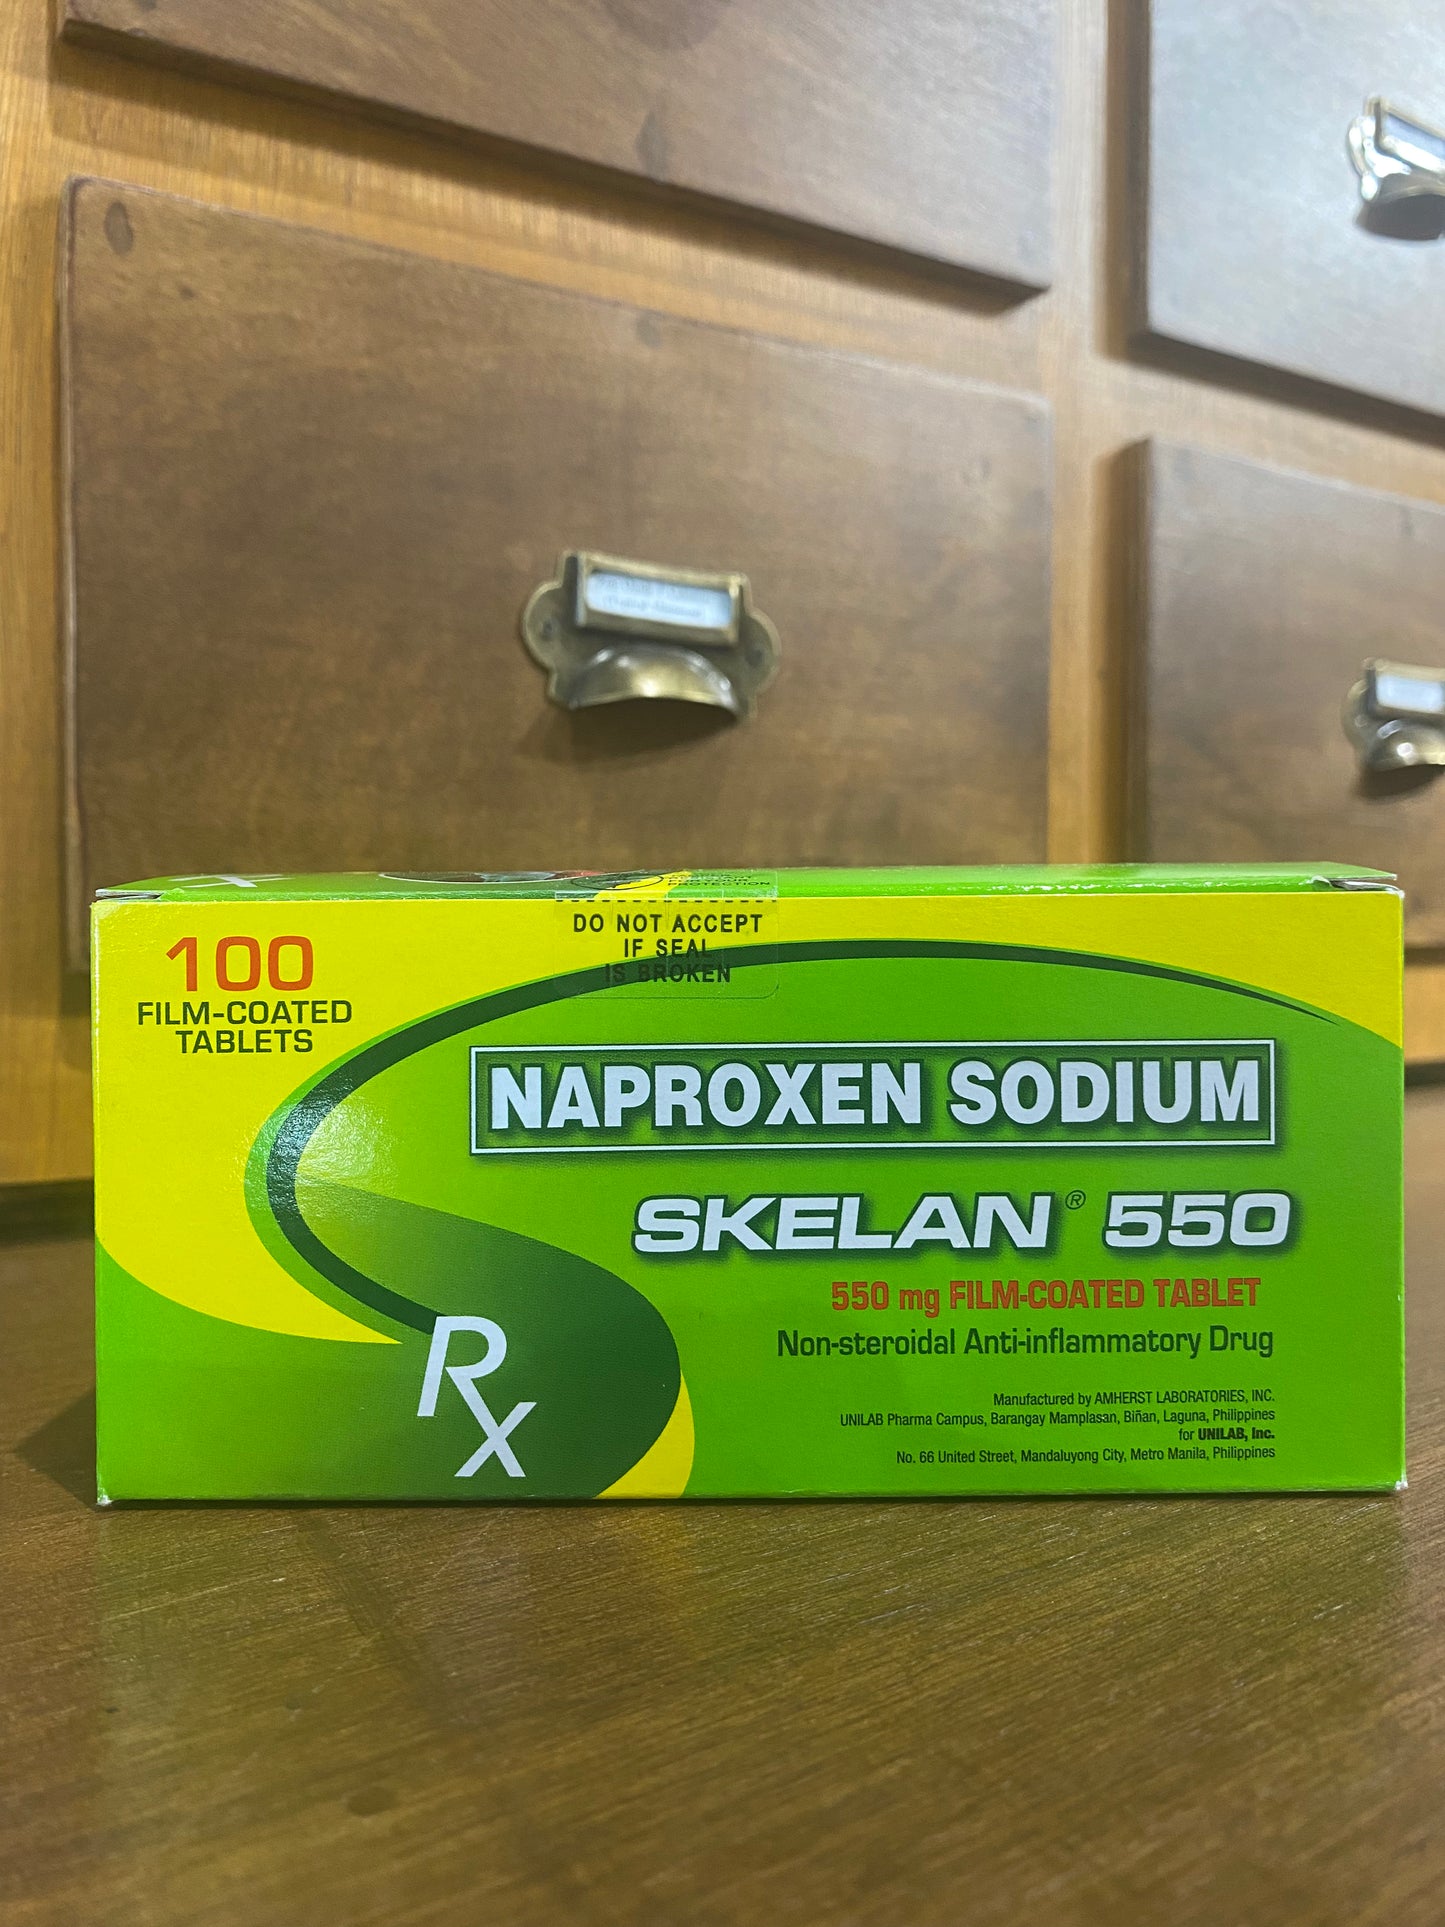 PROTECTION
DO NOT ACCEPT
IF SEAL
IS BROKEN
100
FILM-COATED
TABLETS
NAPROXEN SODIUM
SKELAN® 550
550 mg FILM-COATED TABLET
Non-steroidal Anti-inflammatory Drug
Rx
Manufactured by AMHERST LABORATORIES, INC.
UNILAB Pharma Campus, Barangay Mamplasan, Biñan, Laguna, Philippines
for UNILAB, Inc.
No. 66 United Street, Mandaluyong City, Metro Manila, Philippines